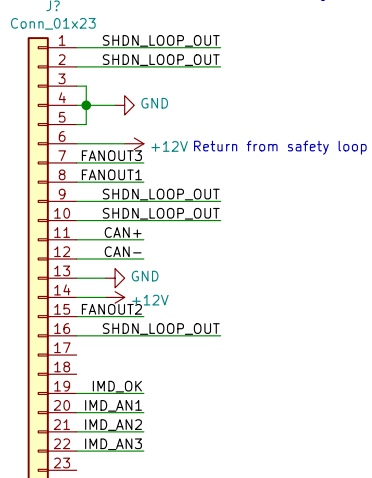 J?
Conn_01x23
1 SHDN_LOOP_OUT
2 SHDN_LOOP_OUT
3
4 GND
5
6 +12V Return from safety loop
7 FANOUT3
8 FANOUT1
9 SHDN_LOOP_OUT
10 SHDN_LOOP_OUT
11 CAN+
12 CAN-
13 GND
14 +12V
15 FANOUT2
16 SHDN_LOOP_OUT
17
18
19 IMD_OK
20 IMD_AN1
21 IMD_AN2
22 IMD_AN3
23